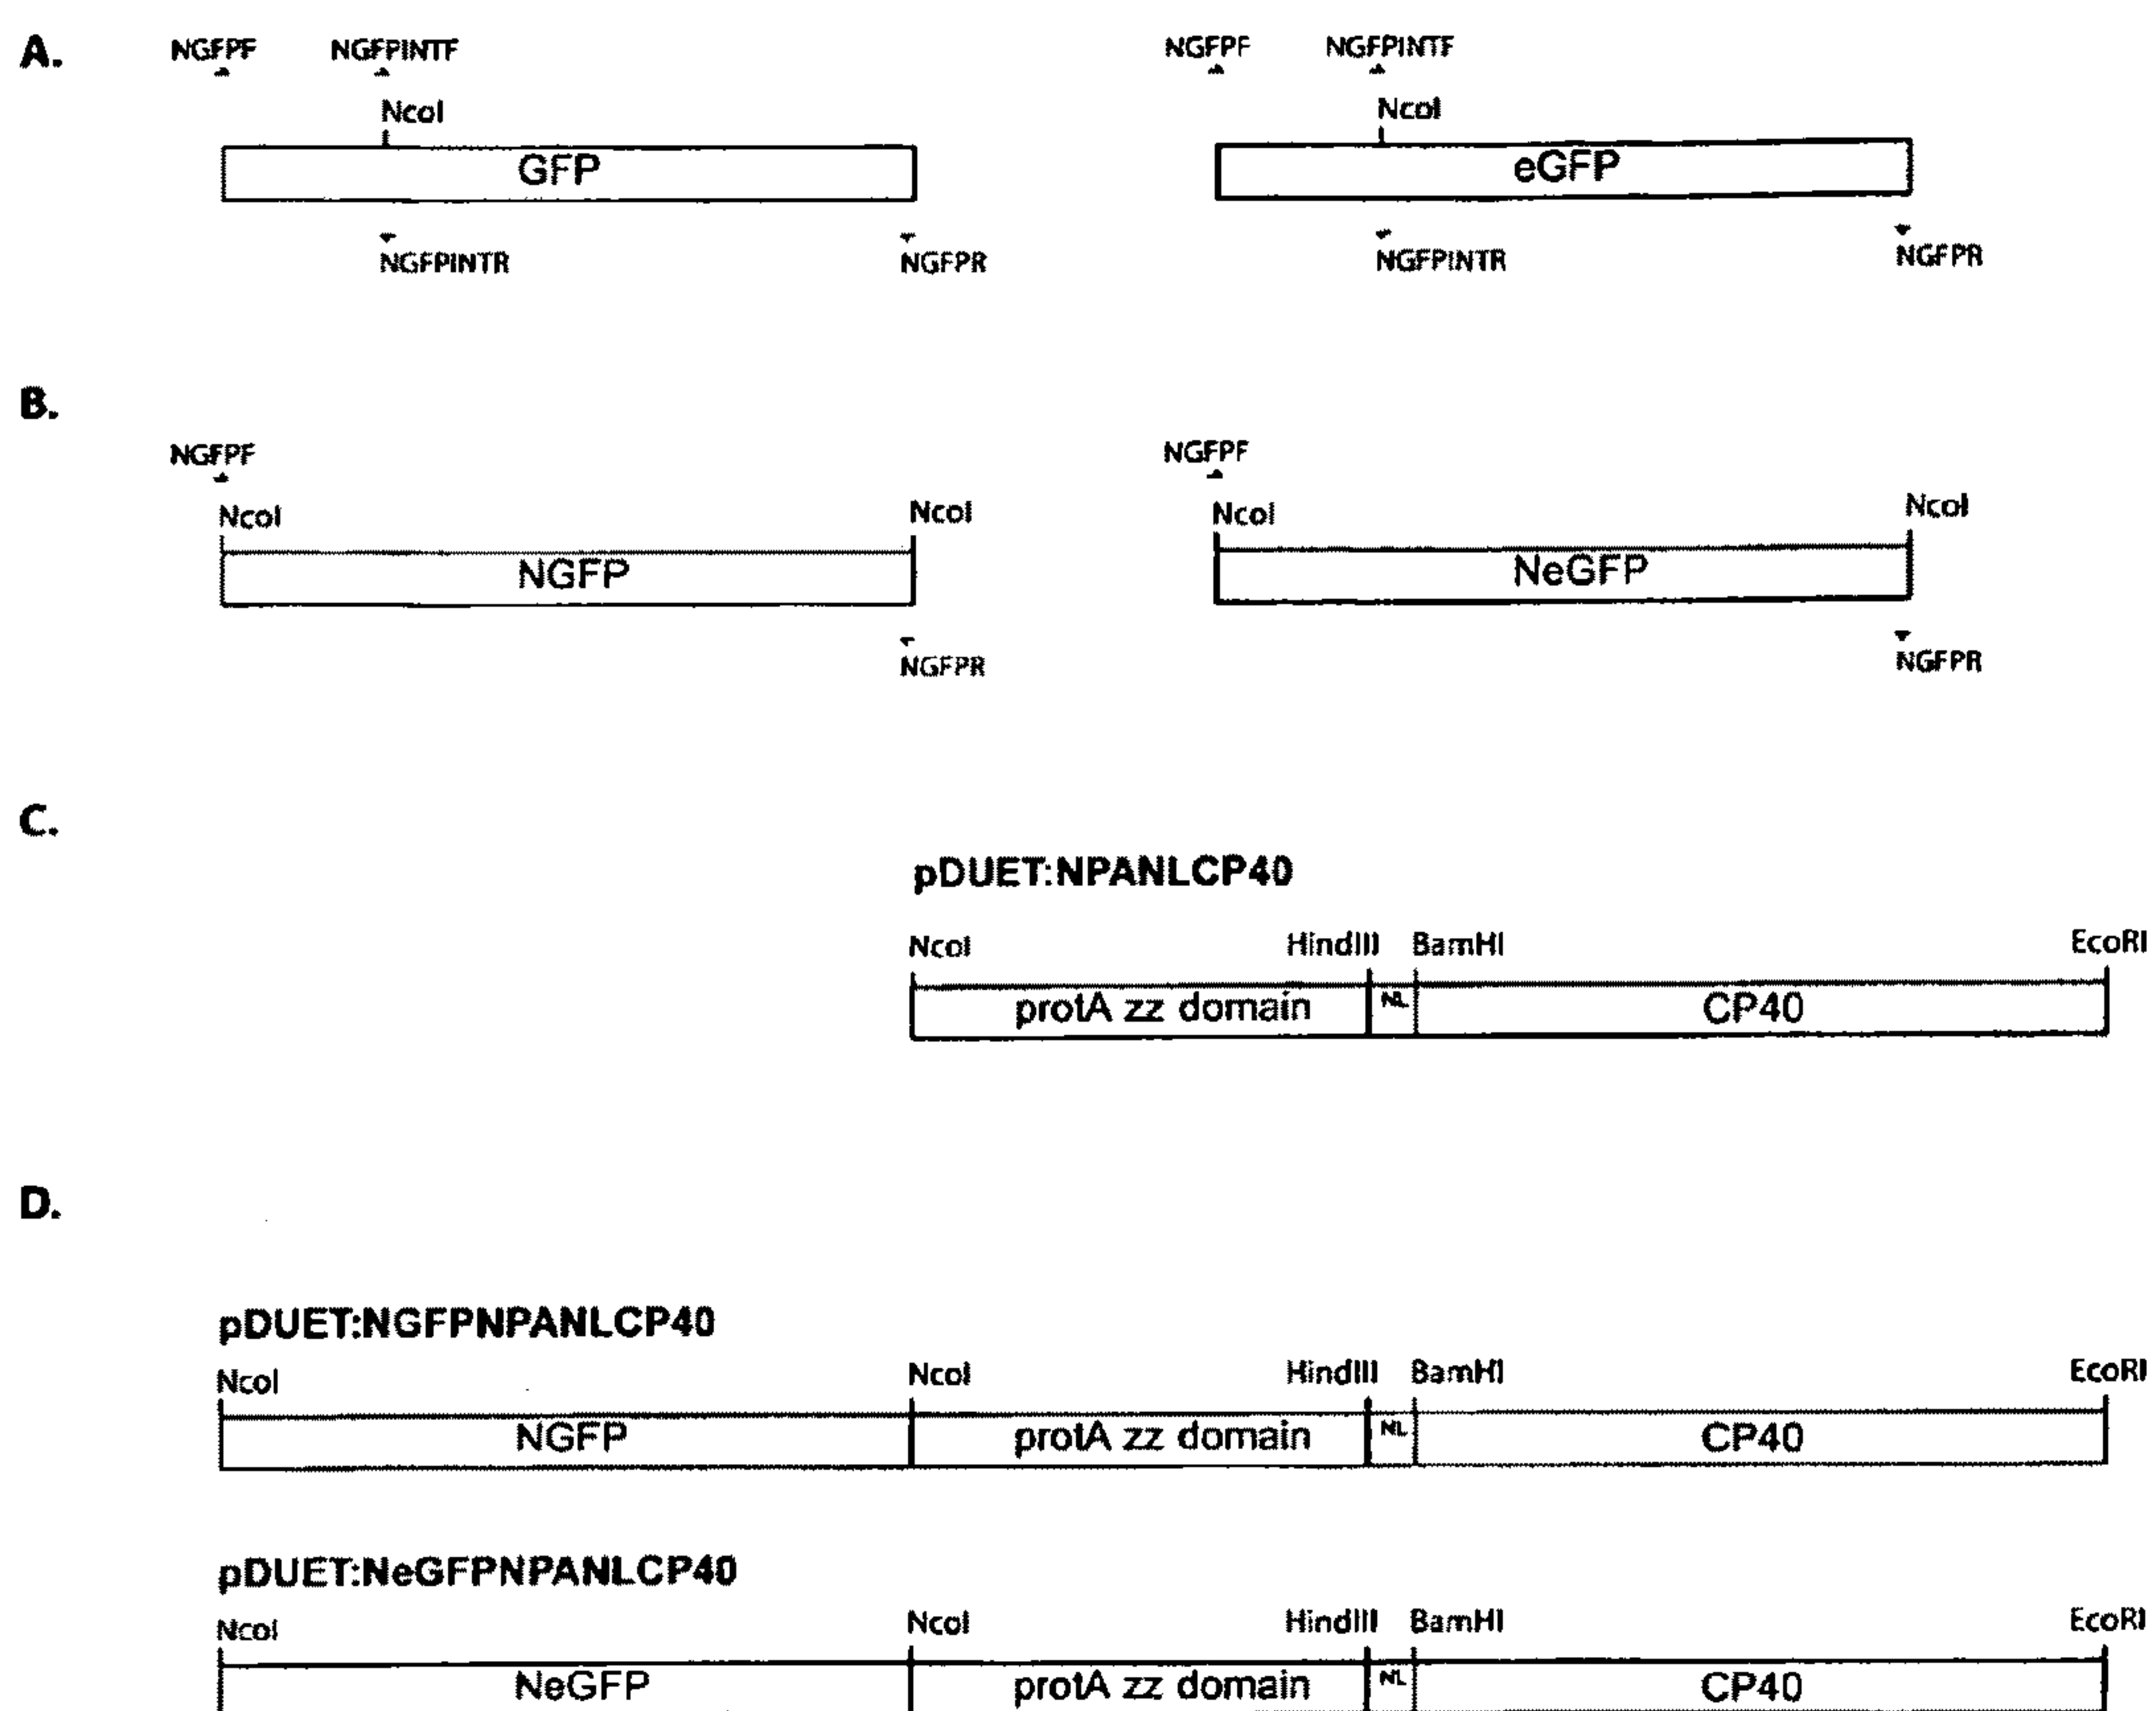 A.
NGFPF NGFPINTF NGFPF NGFPINTF
NcoI NcoI
GFP eGFP
NGFPINTR NGFPR NGFPINTR NGFPR
B.
NGFPF NGFPF
NcoI NcoI NcoI NcoI
NGFP NeGFP
NGFPR NGFPR
C.
pDUET:NPANLCP40
NcoI HindIII BamHI EcoRI
protA zz domain NL CP40
D.
pDUET:NGFPNPANLCP40
NcoI NcoI HindIII BamHI EcoRI
NGFP protA zz domain NL CP40
pDUET:NeGFPNPANLCP40
NcoI NcoI HindIII BamHI EcoRI
NeGFP protA zz domain NL CP40